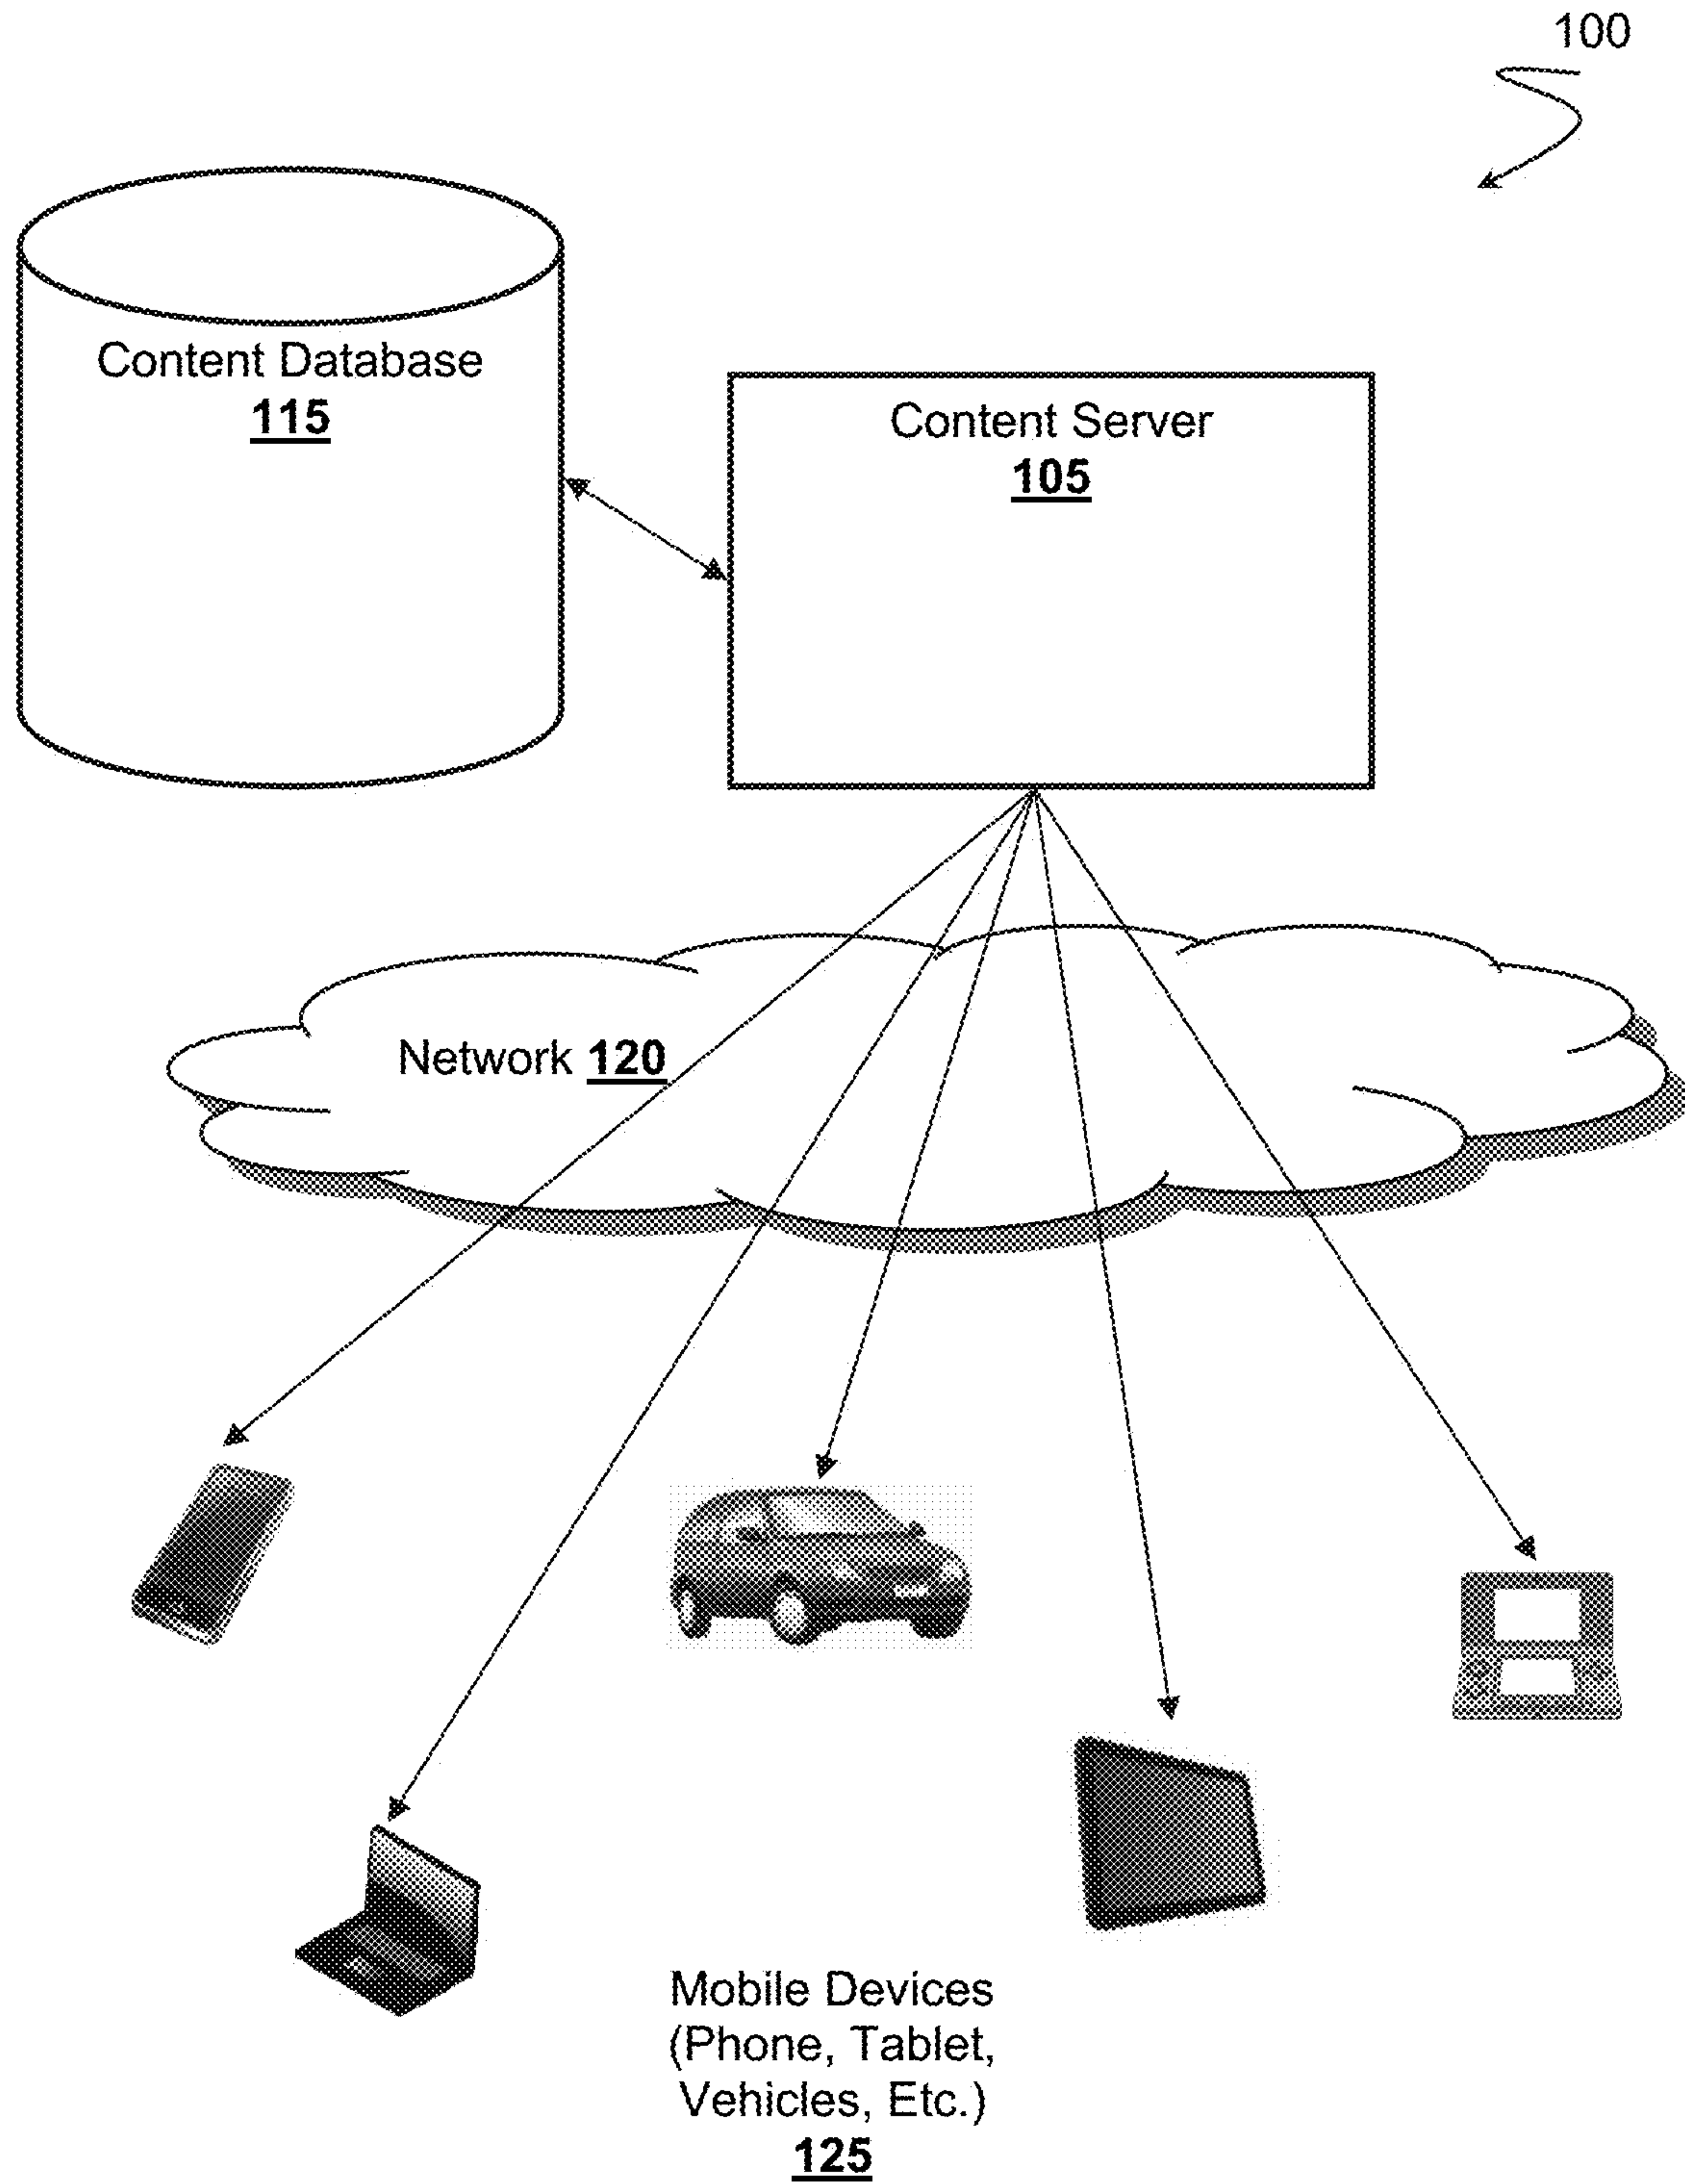 100
Content Database
115
Content Server
105
Network 120
Mobile Devices
(Phone, Tablet,
Vehicles, Etc.)
125